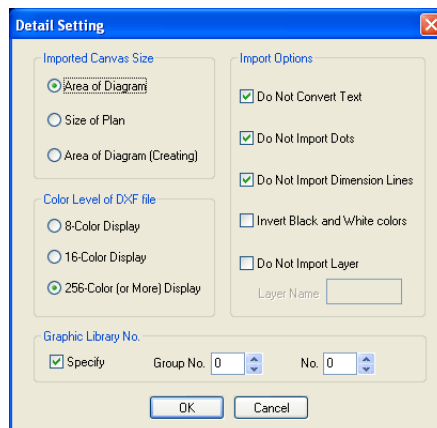 Detail Setting
Imported Canvas Size
Area of Diagram
Size of Plan
Area of Diagram (Creating)
Color Level of DXF file
8-Color Display
16-Color Display
256-Color (or More) Display
Import Options
Do Not Convert Text
Do Not Import Dots
Do Not Import Dimension Lines
Invert Black and White colors
Do Not Import Layer
Layer Name
Graphic Library No.
Specify Group No. 0 No. 0
OK Cancel